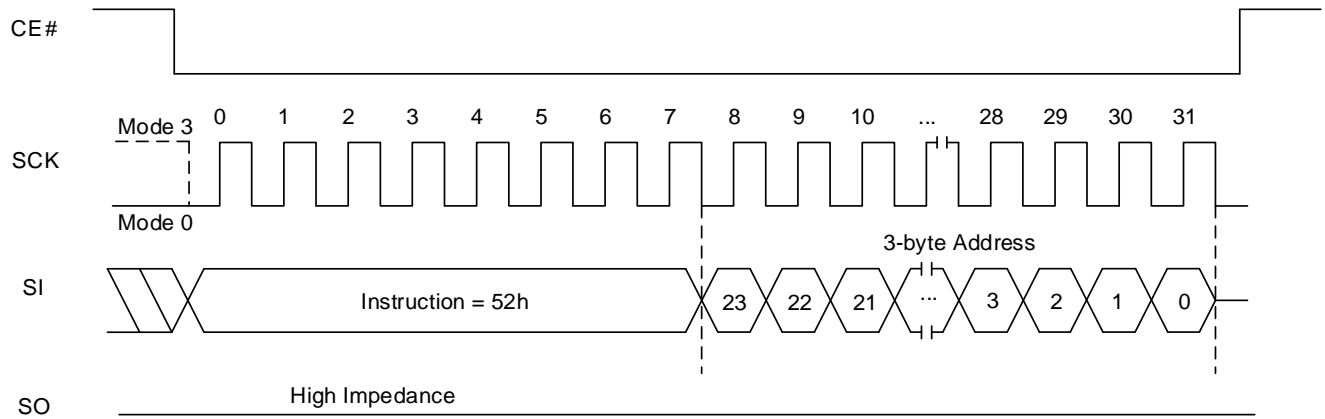 CE#
0 1 2 3 4 5 6 7 8 9 10 ... 28 29 30 31
Mode 3
SCK
Mode 0
3-byte Address
SI
Instruction = 52h
23 22 21 ... 3 2 1 0
High Impedance
SO